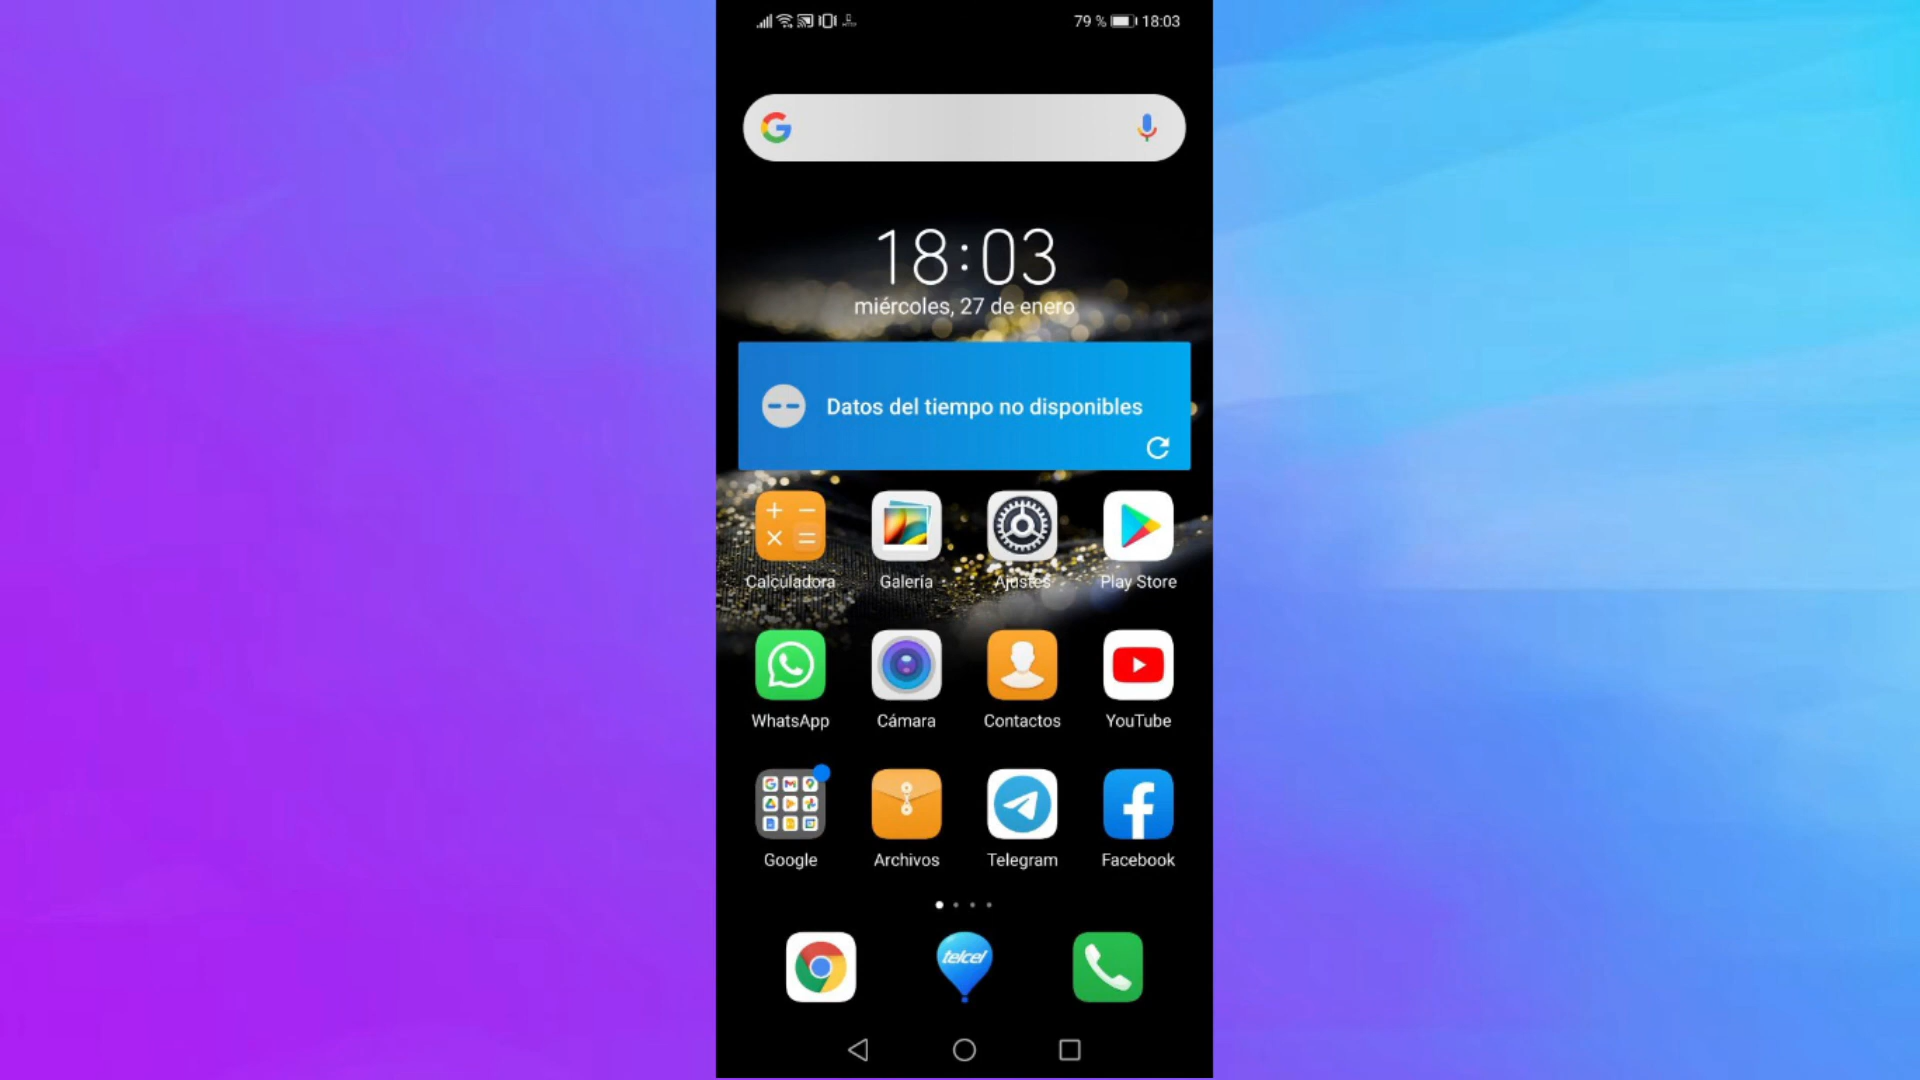 79 % 18:03
18:03
miércoles, 27 de enero
Datos del tiempo no disponibles
Calculadora Galería Ajustes Play Store
WhatsApp Cámara Contactos YouTube
Google Archivos Telegram Facebook
telcel